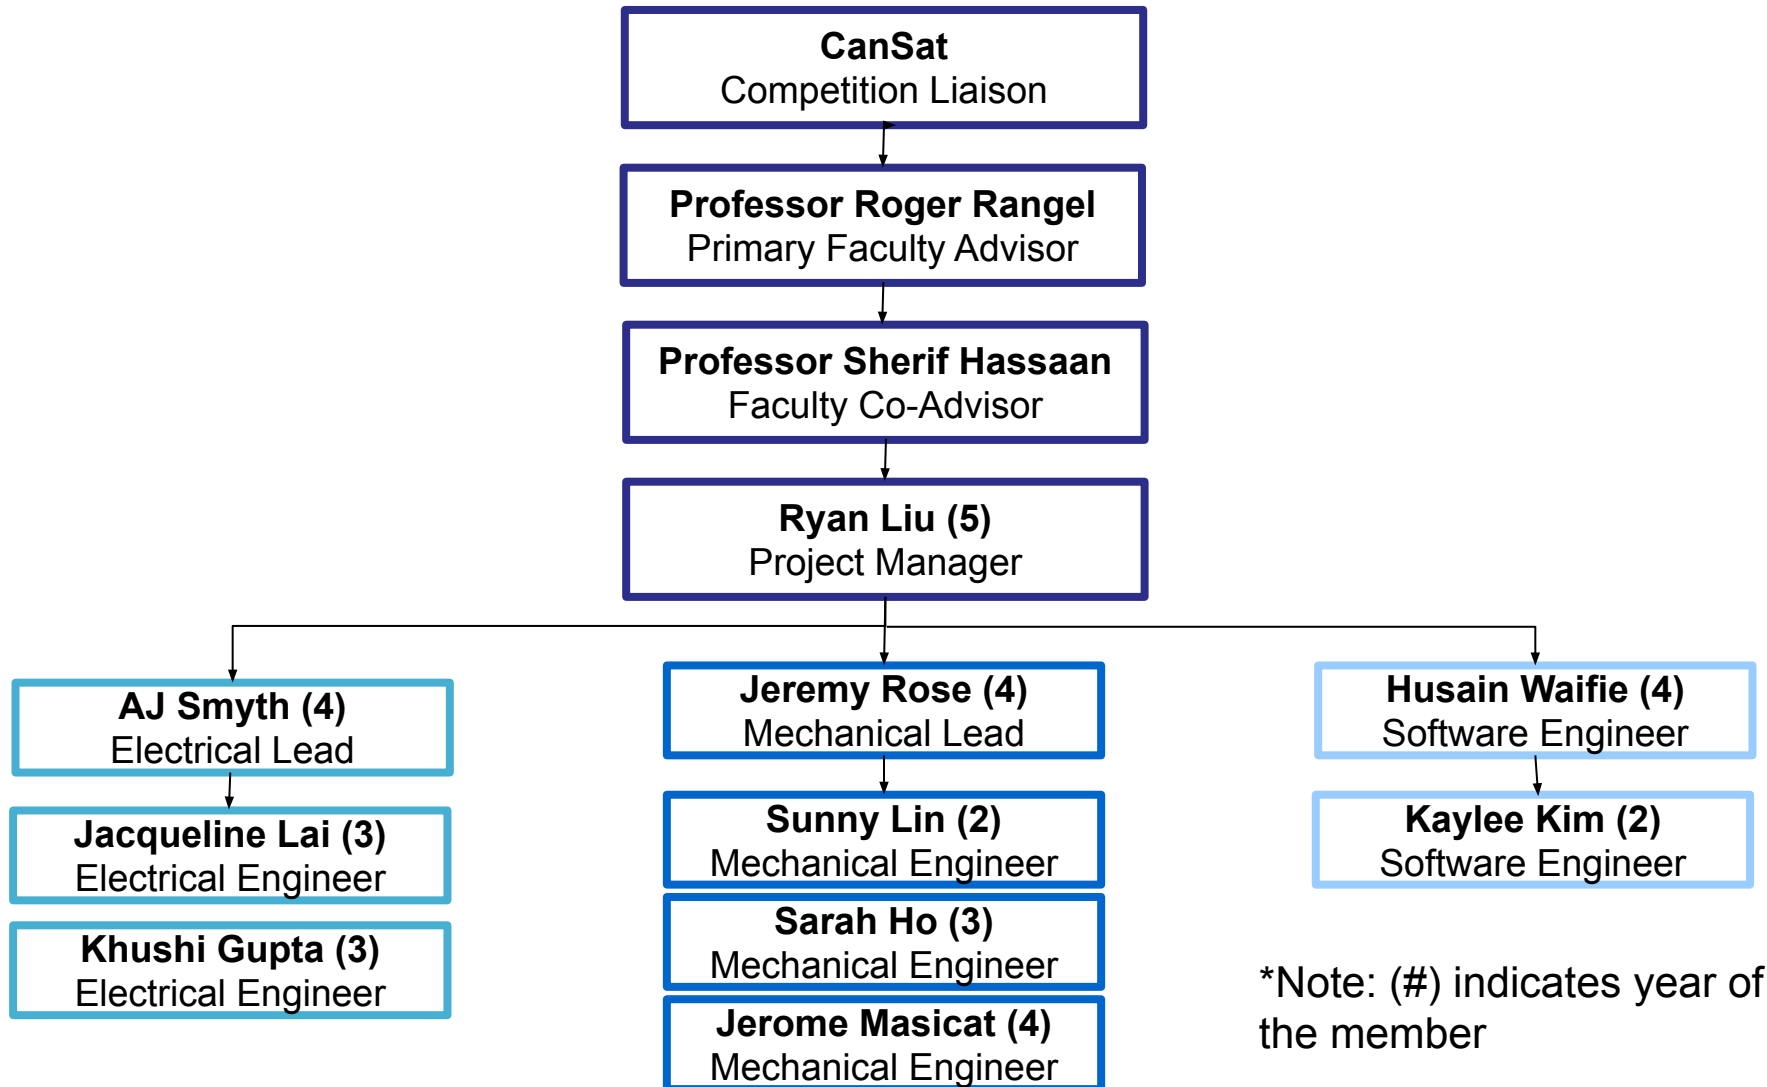 CanSat
Competition Liaison
Professor Roger Rangel
Primary Faculty Advisor
Professor Sherif Hassaan
Faculty Co-Advisor
Ryan Liu (5)
Project Manager
AJ Smyth (4)
Electrical Lead
Jacqueline Lai (3)
Electrical Engineer
Khushi Gupta (3)
Electrical Engineer
Jeremy Rose (4)
Mechanical Lead
Sunny Lin (2)
Mechanical Engineer
Sarah Ho (3)
Mechanical Engineer
Jerome Masicat (4)
Mechanical Engineer
Husain Waifie (4)
Software Engineer
Kaylee Kim (2)
Software Engineer
*Note: (#) indicates year of
the member